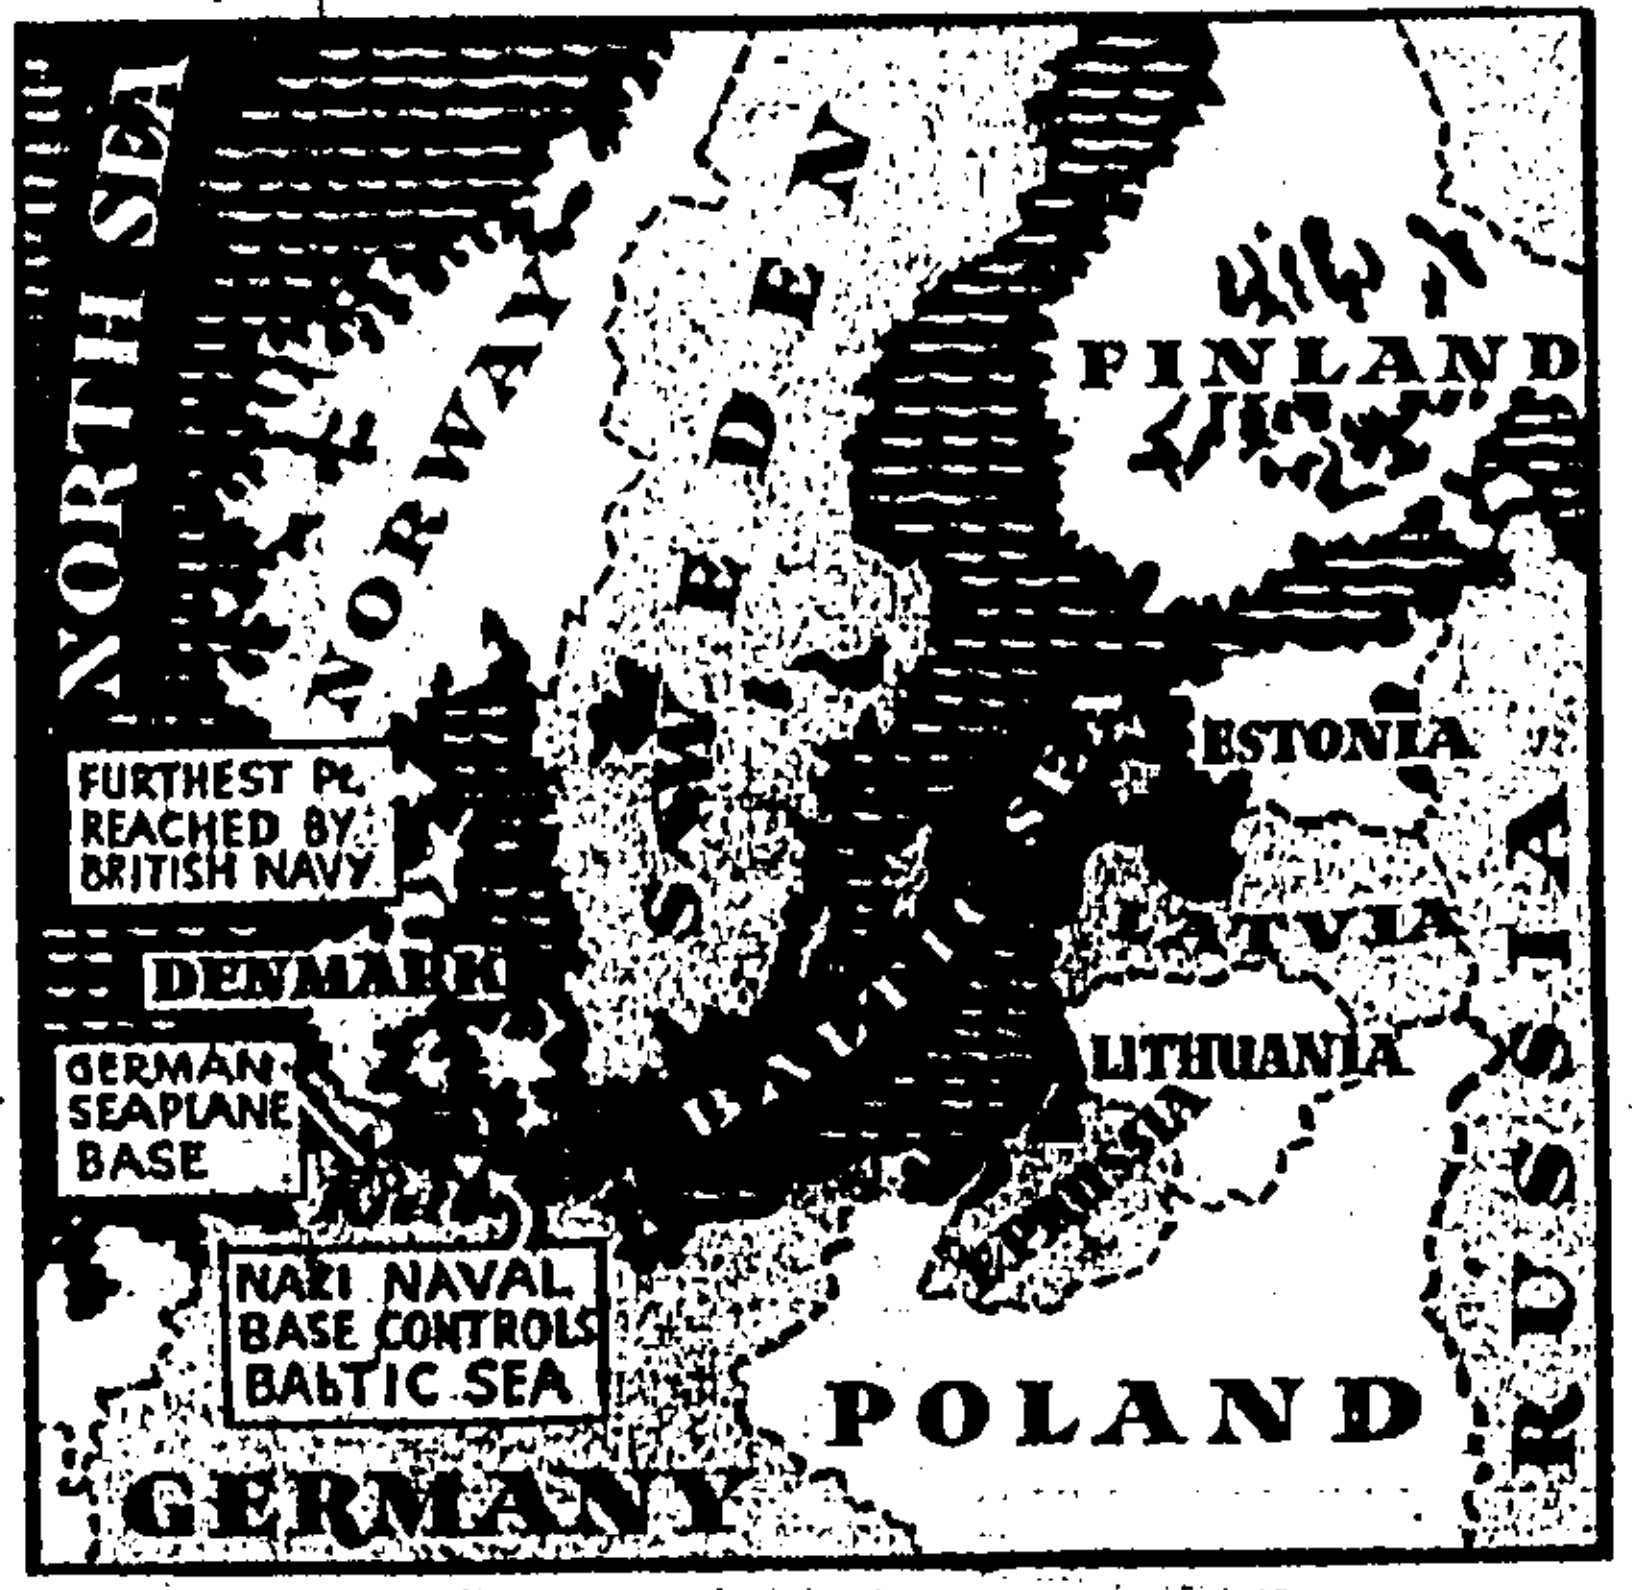 NORTH SEA
NORWAY
SWEDEN
FINLAND
ESTONIA
FURTHEST Pt.
REACHED BY
BRITISH NAVY
BALTIC SEA
LATVIA
DENMARK
LITHUANIA
RUSSIA
GERMAN
SEAPLANE
BASE
Kiel
E. PRUSSIA
NAZI NAVAL
BASE CONTROLS
BALTIC SEA
POLAND
GERMANY